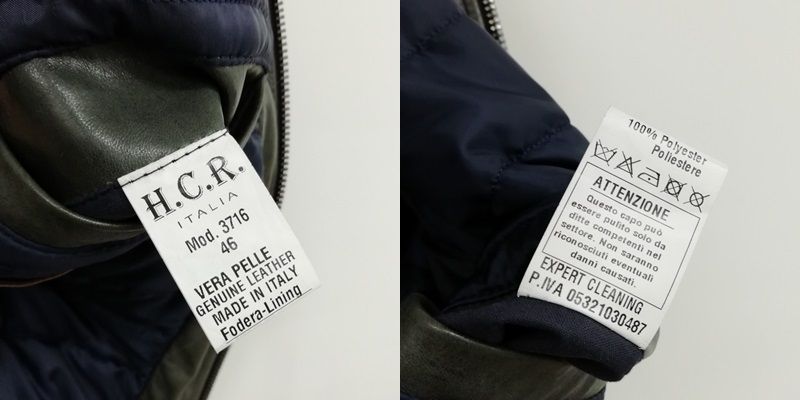 H.C.R.
ITALIA
Mod. 3716
46
VERA PELLE
GENUINE LEATHER
MADE IN ITALY
Fodera-Lining
100% Polyester
Poliestere
ATTENZIONE
Questo capo può
essere pulito solo da
ditte competenti nel
settore. Non saranno
riconosciuti eventuali
danni causati.
EXPERT CLEANING
P.IVA 05321030487